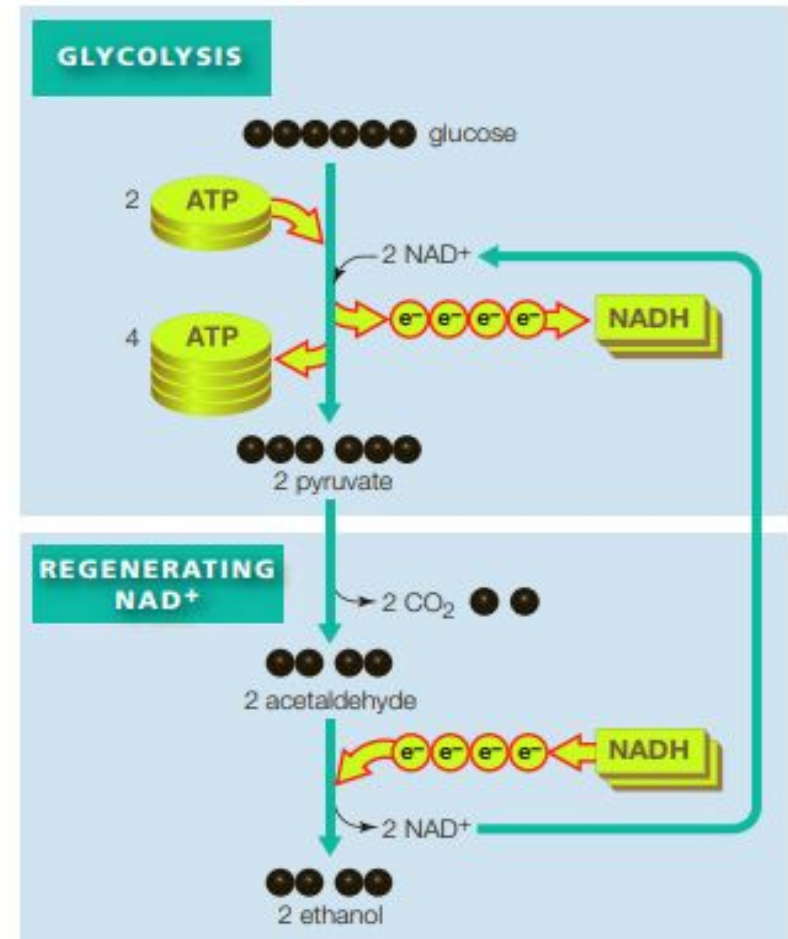 GLYCOLYSIS
glucose
2 ATP
2 NAD⁺
e⁻ e⁻ e⁻ e⁻ NADH
4 ATP
2 pyruvate
REGENERATING
NAD⁺
2 CO₂
2 acetaldehyde
e⁻ e⁻ e⁻ e⁻ NADH
2 NAD⁺
2 ethanol